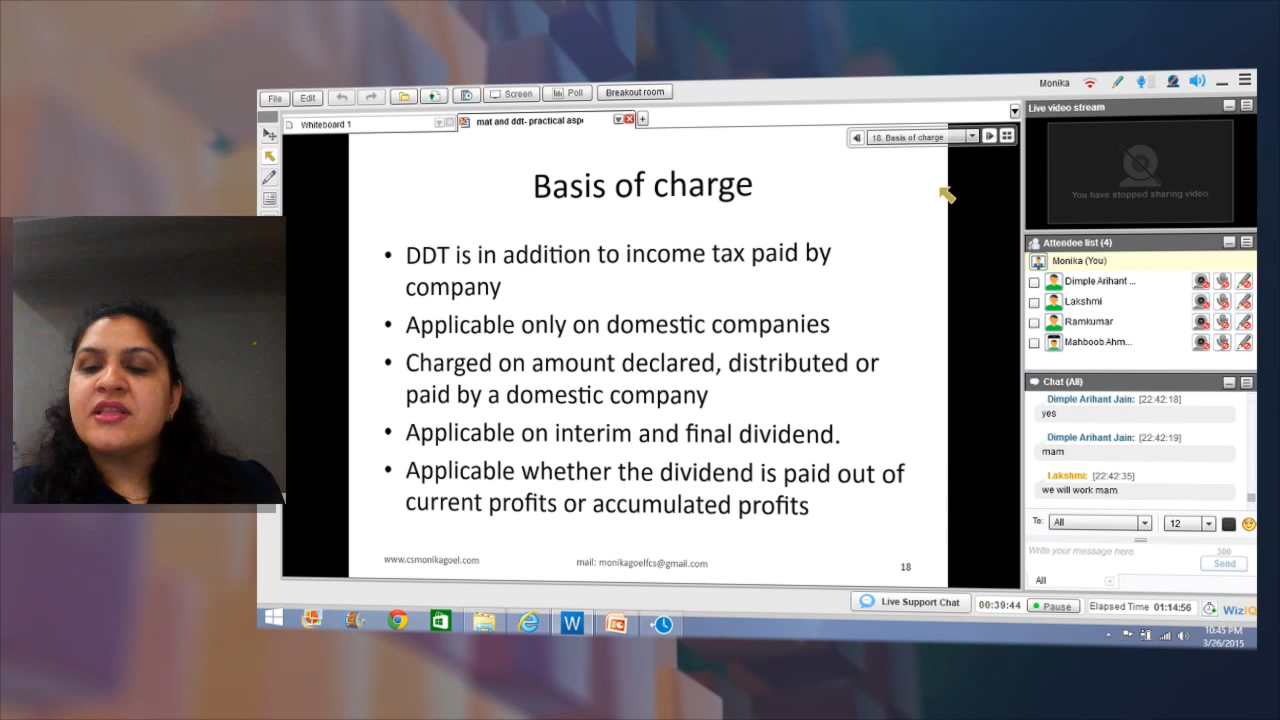 Monika
File Edit Screen Poll Breakout room
Whiteboard 1
mat and ddt- practical aspe
18. Basis of charge
Basis of charge
• DDT is in addition to income tax paid by
company
• Applicable only on domestic companies
• Charged on amount declared, distributed or
paid by a domestic company
• Applicable on interim and final dividend.
• Applicable whether the dividend is paid out of
current profits or accumulated profits
www.csmonikagoel.com mail: monikagoelfcs@gmail.com 18
Live video stream
You have stopped sharing video
Attendee list (4)
Monika (You)
Dimple Arihant ...
Lakshmi
Ramkumar
Mahboob Ahm...
Chat (All)
Dimple Arihant Jain: [22:42:18]
yes
Dimple Arihant Jain: [22:42:19]
mam
Lakshmi: [22:42:35]
we will work mam
To: All 12
Write your message here. 300
Send
All
Live Support Chat 00:39:44 Pause Elapsed Time 01:14:56 WizIQ
10:45 PM
3/26/2015